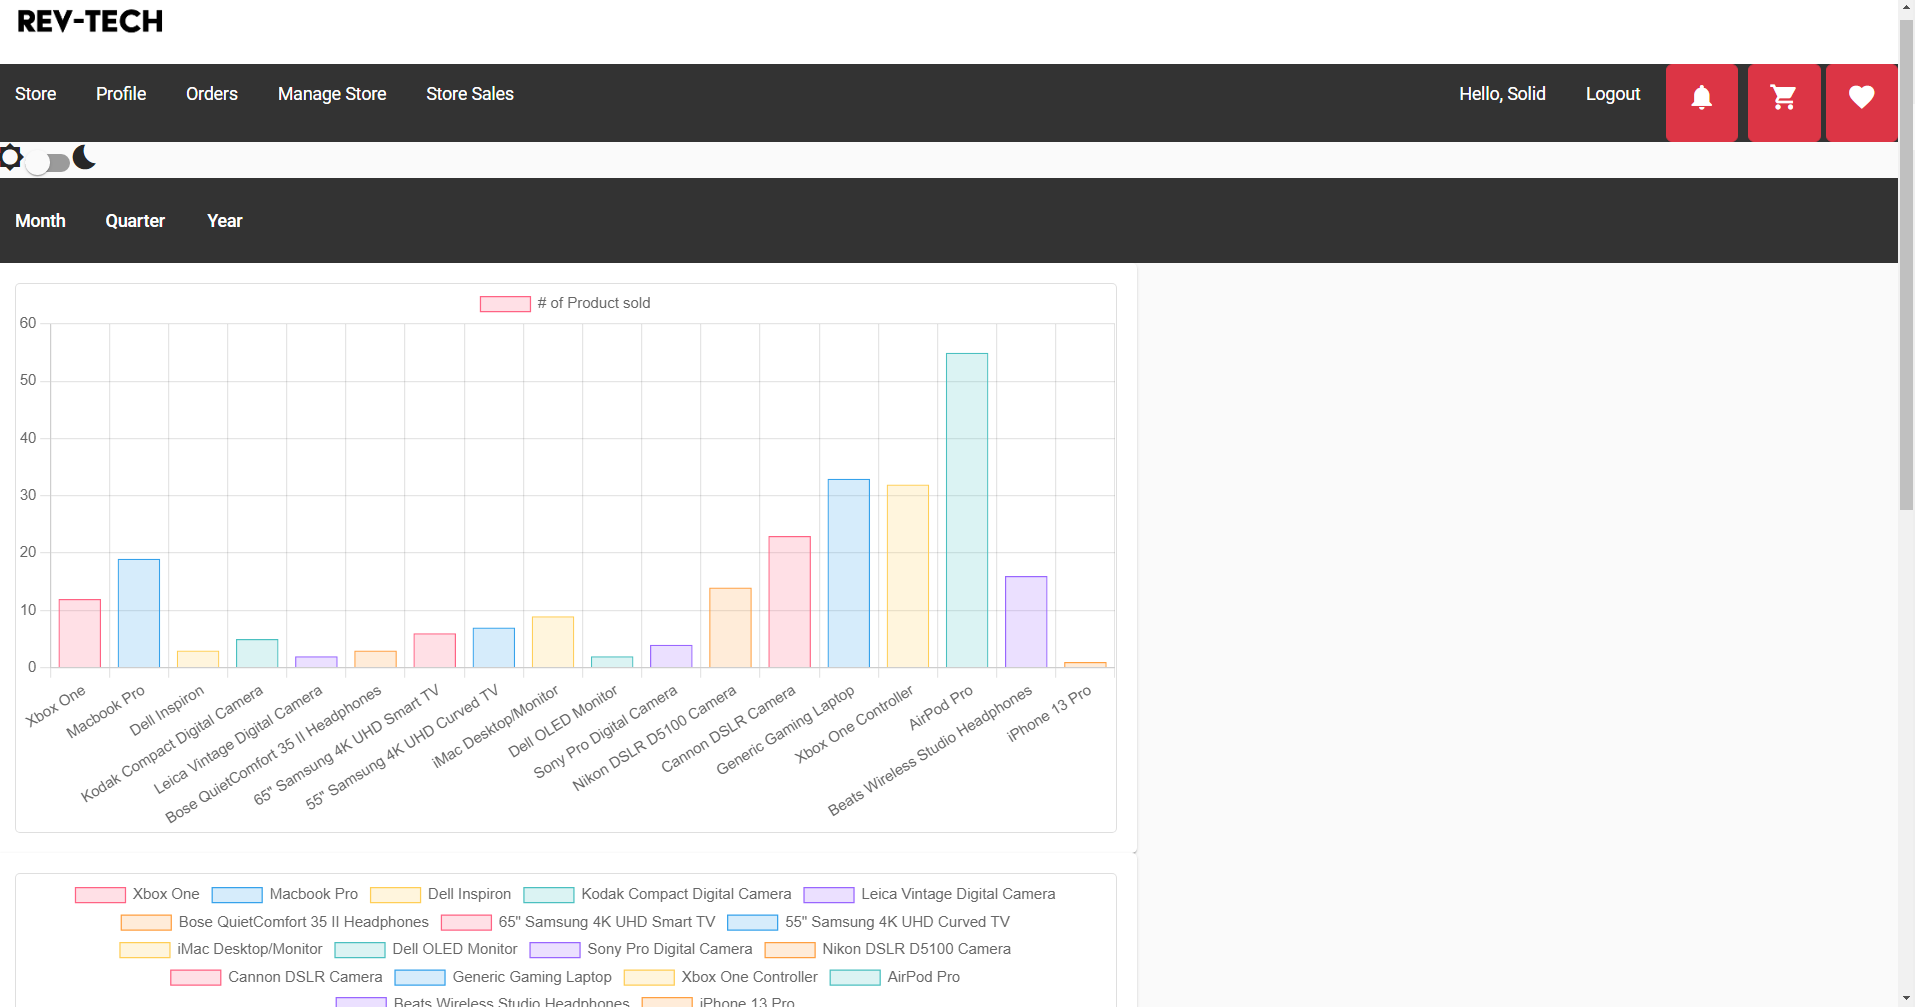 REV-TECH
Store Profile Orders Manage Store Store Sales Hello, Solid Logout
Month Quarter Year
# of Product sold
60
50
40
30
20
10
0
Xbox One
Macbook Pro
Dell Inspiron
Kodak Compact Digital Camera
Leica Vintage Digital Camera
Bose QuietComfort 35 II Headphones
65" Samsung 4K UHD Smart TV
55" Samsung 4K UHD Curved TV
iMac Desktop/Monitor
Dell OLED Monitor
Sony Pro Digital Camera
Nikon DSLR D5100 Camera
Cannon DSLR Camera
Generic Gaming Laptop
Xbox One Controller
AirPod Pro
Beats Wireless Studio Headphones
iPhone 13 Pro
Xbox One Macbook Pro Dell Inspiron Kodak Compact Digital Camera Leica Vintage Digital Camera
Bose QuietComfort 35 II Headphones 65" Samsung 4K UHD Smart TV 55" Samsung 4K UHD Curved TV
iMac Desktop/Monitor Dell OLED Monitor Sony Pro Digital Camera Nikon DSLR D5100 Camera
Cannon DSLR Camera Generic Gaming Laptop Xbox One Controller AirPod Pro
Beats Wireless Studio Headphones iPhone 13 Pro